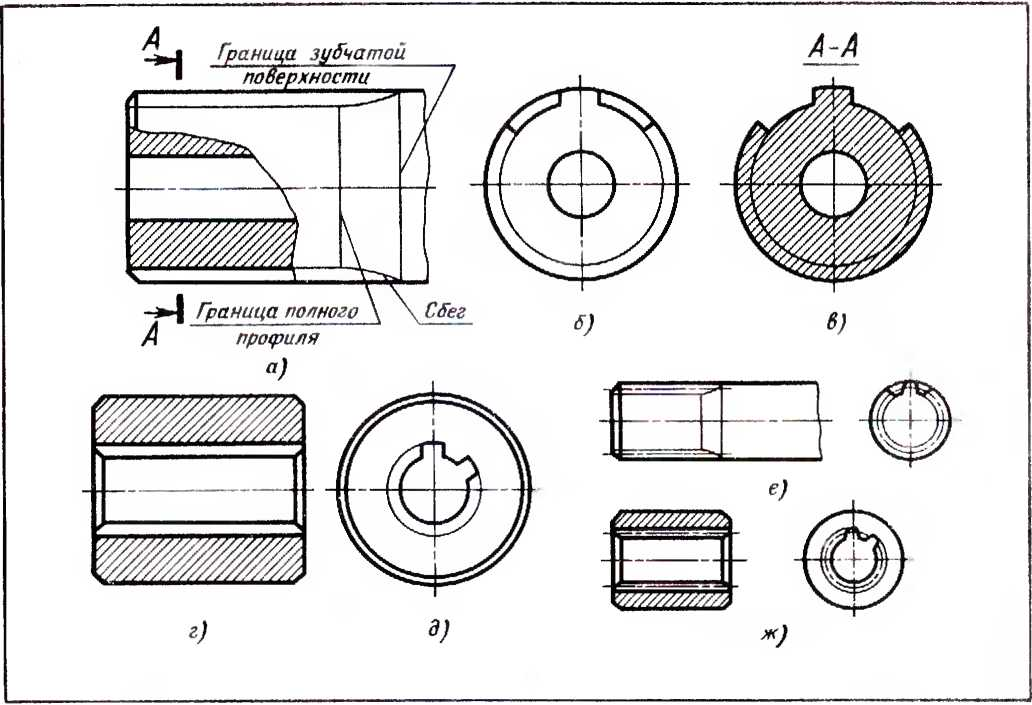 А
Граница зубчатой
поверхности
А-А
А
Граница полного
профиля
Сбег
а)
б)
в)
г)
д)
е)
ж)